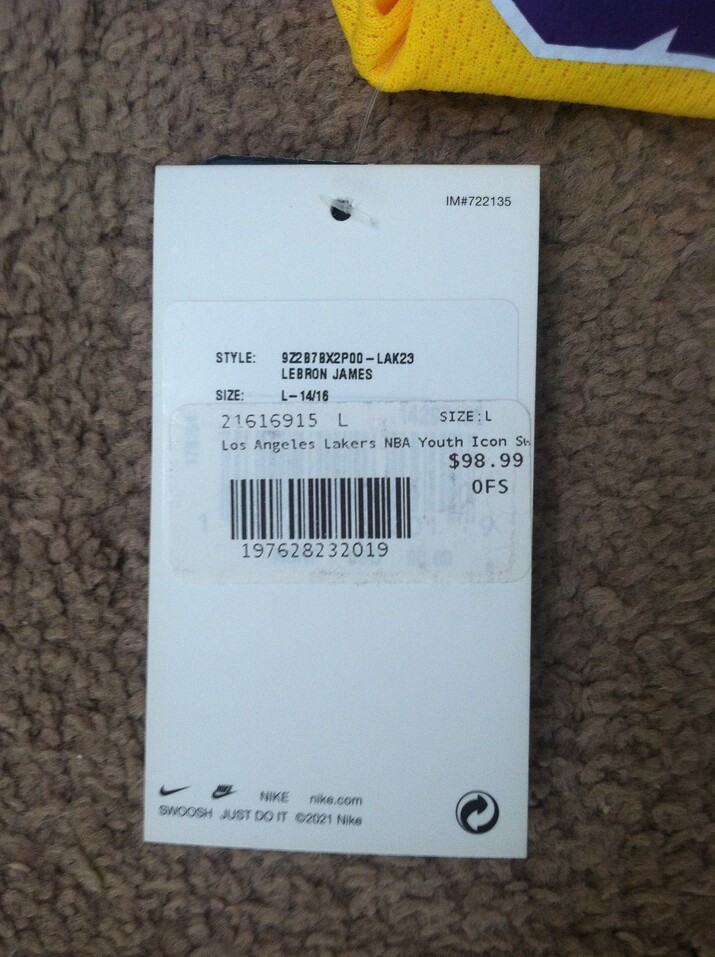 IM#722135
STYLE: 9Z2B7BX2P00-LAK23
LEBRON JAMES
SIZE: L-14/16
21616915 L SIZE:L
Los Angeles Lakers NBA Youth Icon Sw
$98.99
OFS
197628232019
NIKE nike.com
SWOOSH JUST DO IT ©2021 Nike